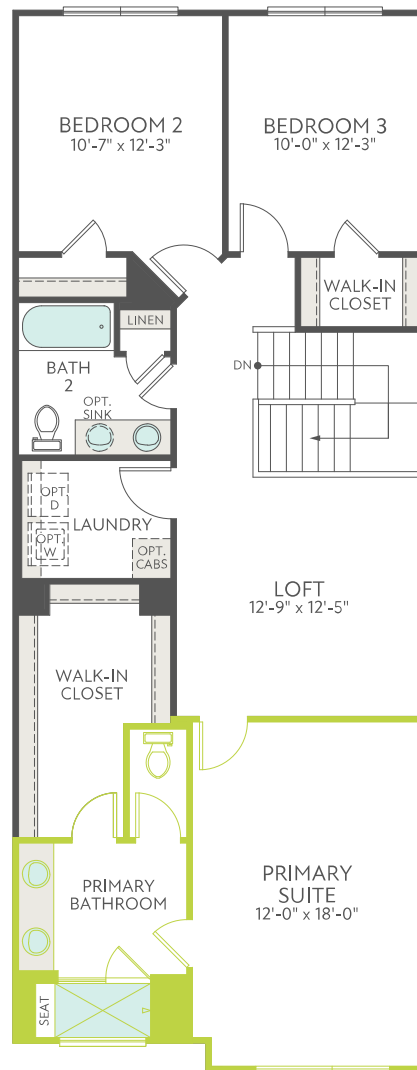 BEDROOM 2
10'-7" x 12'-3"
BEDROOM 3
10'-0" x 12'-3"
WALK-IN
CLOSET
LINEN
BATH
2
OPT.
SINK
DN
OPT.
D
LAUNDRY
OPT.
W
OPT.
CABS
LOFT
12'-9" x 12'-5"
WALK-IN
CLOSET
PRIMARY
BATHROOM
PRIMARY
SUITE
12'-0" x 18'-0"
SEAT